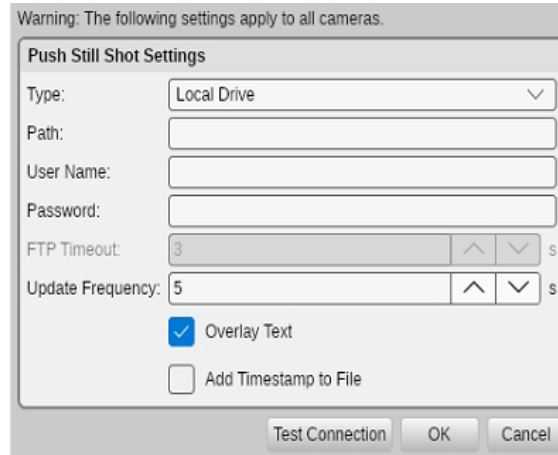 Warning: The following settings apply to all cameras.
Push Still Shot Settings
Type: Local Drive
Path:
User Name:
Password:
FTP Timeout: 3 s
Update Frequency: 5 s
Overlay Text
Add Timestamp to File
Test Connection OK Cancel